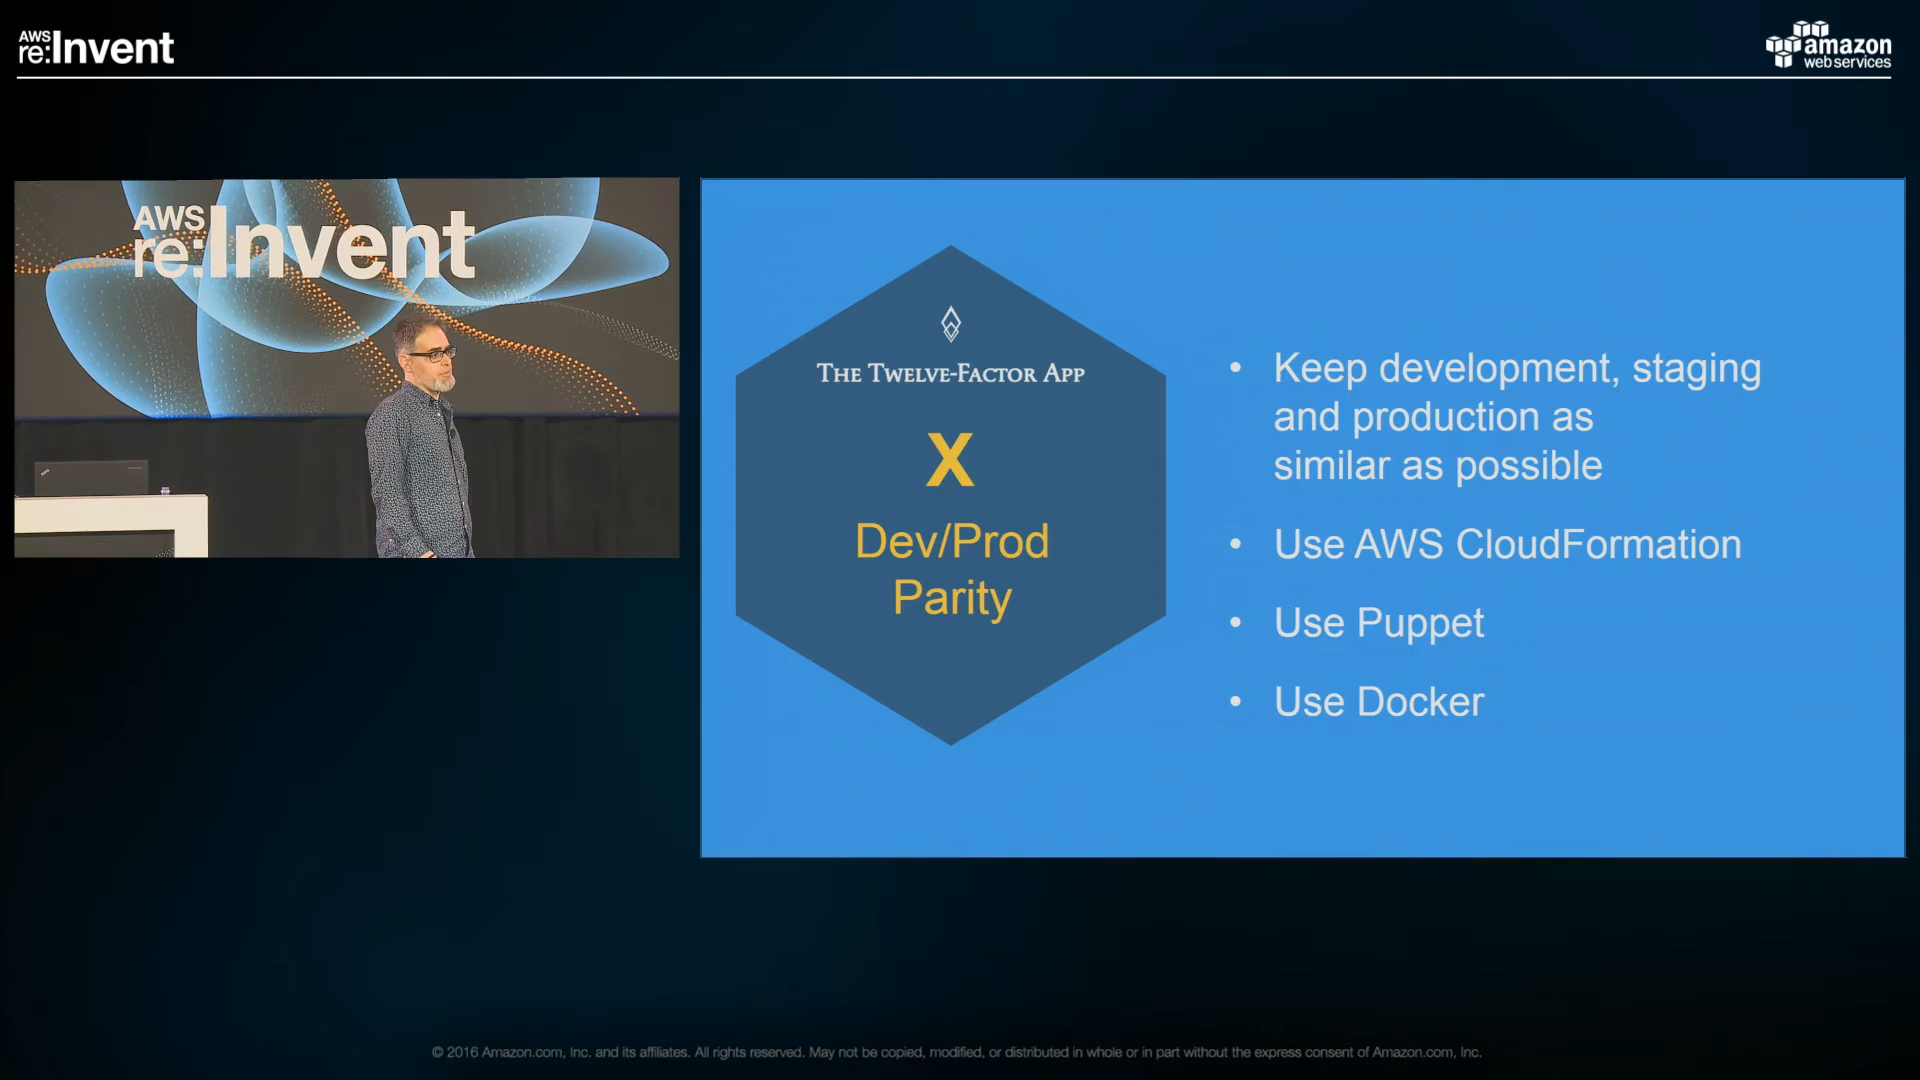 AWS
re:Invent
amazon
web services
AWS
re:Invent
THE TWELVE-FACTOR APP
X
Dev/Prod
Parity
• Keep development, staging
and production as
similar as possible
• Use AWS CloudFormation
• Use Puppet
• Use Docker
© 2016 Amazon.com, Inc. and its affiliates. All rights reserved. May not be copied, modified, or distributed in whole or in part without the express consent of Amazon.com, Inc.